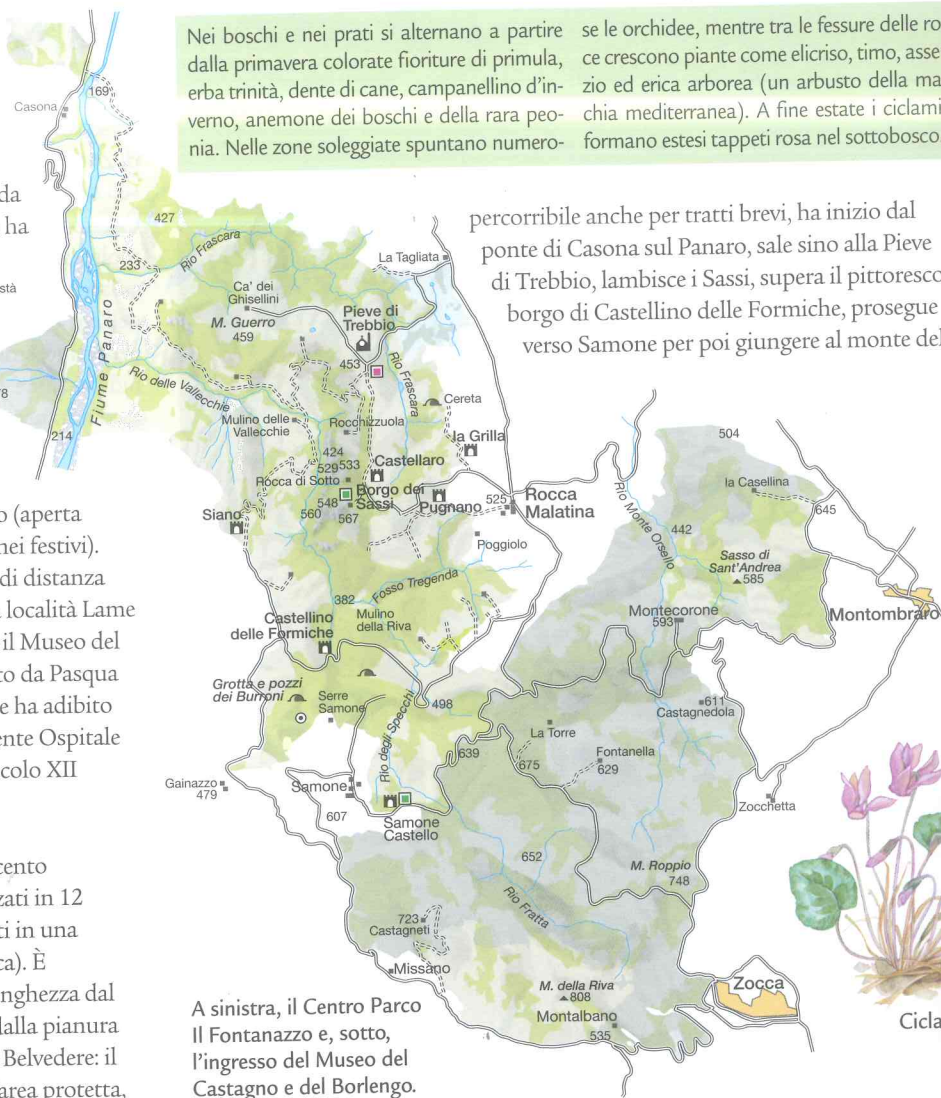 Nei boschi e nei prati si alternano a partire
dalla primavera colorate fioriture di primula,
erba trinità, dente di cane, campanellino d'in-
verno, anemone dei boschi e della rara peo-
nia. Nelle zone soleggiate spuntano numero-
se le orchidee, mentre tra le fessure delle ro
ce crescono piante come elicriso, timo, asse
zio ed erica arborea (un arbusto della ma
chia mediterranea). A fine estate i ciclami
formano estesi tappeti rosa nel sottobosco.
percorribile anche per tratti brevi, ha inizio dal
ponte di Casona sul Panaro, sale sino alla Pieve
di Trebbio, lambisce i Sassi, supera il pittoresco
borgo di Castellino delle Formiche, prosegue
verso Samone per poi giungere al monte del
da
ha
stà
78
o (aperta
nei festivi).
di distanza
località Lame
il Museo del
to da Pasqua
e ha adibito
ente Ospitale
colo XII
cento
zati in 12
ti in una
ca). È
nghezza dal
dalla pianura
Belvedere: il
area protetta,
169
Casona
427
Rio Frascara
233
La Tagliata
Ca' dei
Ghisellini
M. Guerro
459
Pieve di
Trebbio
453
Rio Frascara
Fiume Panaro
Rio delle Vallecchie
214
Cereta
Mulino delle
Vallecchie
Rocchizzuola
la Grilla
424
529
533
Castellaro
Rocca di Sotto
Borgo dei
Sassi
548
560
567
Siano
Pugnano
525
Rocca
Malatina
Poggiolo
Fosso Tregenda
382
Mulino
della Riva
Castellino
delle Formiche
Grotta e pozzi
dei Burroni
Serre
Samone
498
Rio degli Specchi
Gainazzo
479
Samone
607
Samone
Castello
639
675
La Torre
Fontanella
629
504
la Casellina
645
Rio Monte Orsello
442
Sasso di
Sant'Andrea
585
Montombraro
Montecorone
593
611
Castagnedola
Zocchetta
652
M. Roppio
748
Rio Fratta
723
Castagneti
Missano
M. della Riva
808
Montalbano
535
Zocca
Cicla
A sinistra, il Centro Parco
Il Fontanazzo e, sotto,
l'ingresso del Museo del
Castagno e del Borlengo.